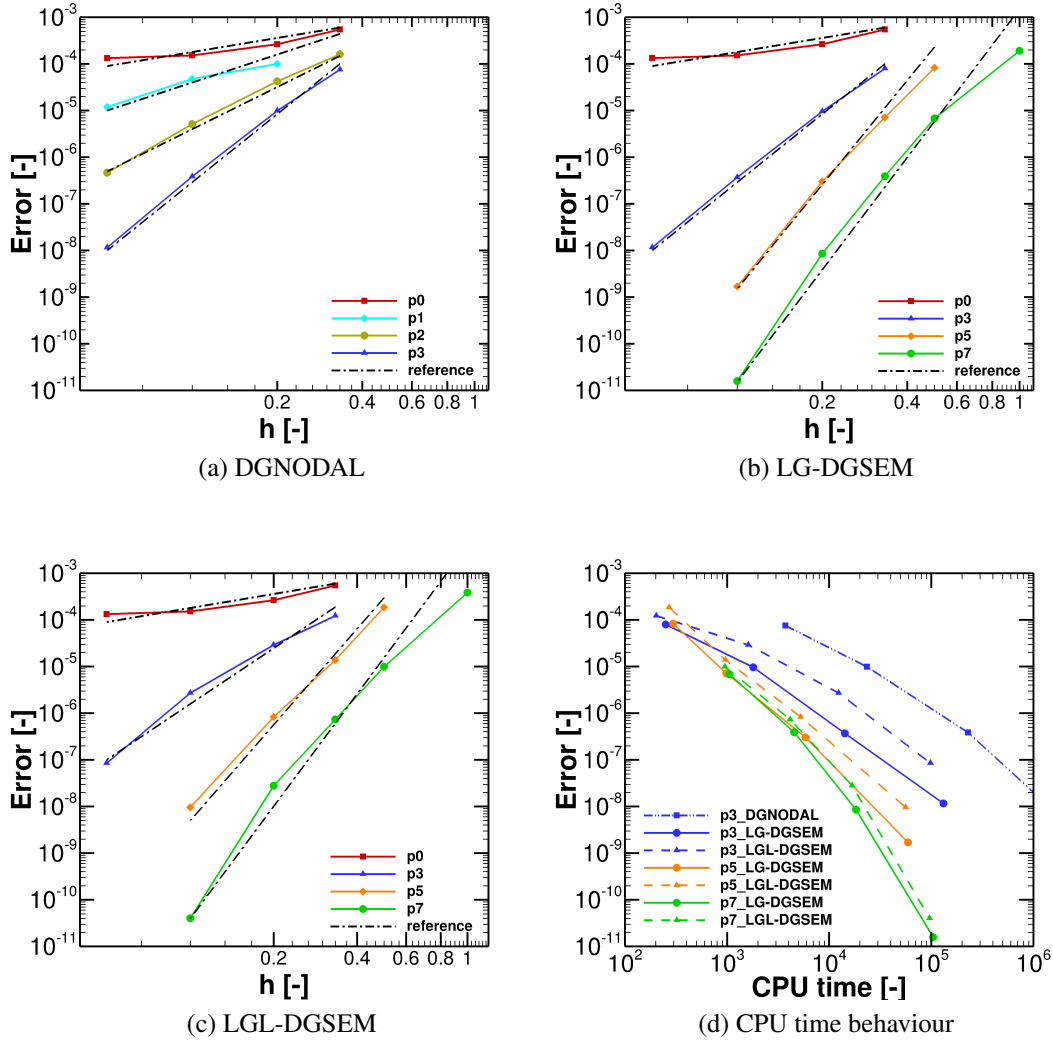 10-3
10-4
10-5
10-6
10-7
10-8
10-9
10-10
10-11
Error [-]
p0
p1
p2
p3
reference
0.2 0.4 0.6 0.8 1
h [-]
(a) DGNODAL
10-3
10-4
10-5
10-6
10-7
10-8
10-9
10-10
10-11
Error [-]
p0
p3
p5
p7
reference
0.2 0.4 0.6 0.8 1
h [-]
(b) LG-DGSEM
10-3
10-4
10-5
10-6
10-7
10-8
10-9
10-10
10-11
Error [-]
p0
p3
p5
p7
reference
0.2 0.4 0.6 0.8 1
h [-]
(c) LGL-DGSEM
10-3
10-4
10-5
10-6
10-7
10-8
10-9
10-10
10-11
Error [-]
p3_DGNODAL
p3_LG-DGSEM
p3_LGL-DGSEM
p5_LG-DGSEM
p5_LGL-DGSEM
p7_LG-DGSEM
p7_LGL-DGSEM
102 103 104 105 106
CPU time [-]
(d) CPU time behaviour